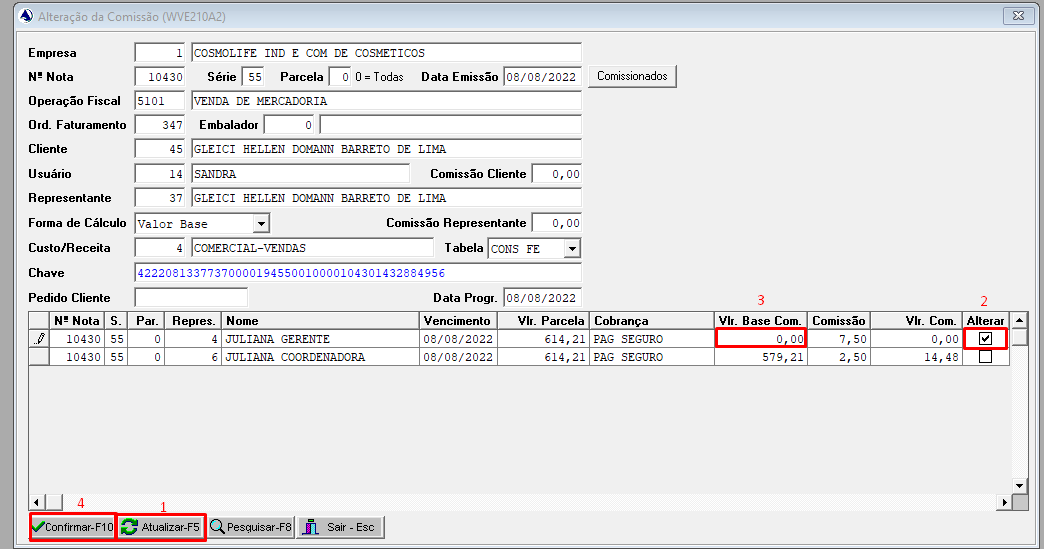 Alteração da Comissão (WVE210A2)
Empresa 1 COSMOLIFE IND E COM DE COSMETICOS
Nº Nota 10430 Série 55 Parcela 0 0 = Todas Data Emissão 08/08/2022 Comissionados
Operação Fiscal 5101 VENDA DE MERCADORIA
Ord. Faturamento 347 Embalador 0
Cliente 45 GLEICI HELLEN DOMANN BARRETO DE LIMA
Usuário 14 SANDRA Comissão Cliente 0,00
Representante 37 GLEICI HELLEN DOMANN BARRETO DE LIMA
Forma de Cálculo Valor Base Comissão Representante 0,00
Custo/Receita 4 COMERCIAL-VENDAS Tabela CONS FE
Chave 42220813377370000194550010000104301432884956
Pedido Cliente Data Progr. 08/08/2022
3 2
Nº Nota S. Par. Repres. Nome Vencimento Vlr. Parcela Cobrança Vlr. Base Com. Comissão Vlr. Com. Alterar
10430 55 0 4 JULIANA GERENTE 08/08/2022 614,21 PAG SEGURO 0,00 7,50 0,00
10430 55 0 6 JULIANA COORDENADORA 08/08/2022 614,21 PAG SEGURO 579,21 2,50 14,48
4 1
Confirmar-F10 Atualizar-F5 Pesquisar-F8 Sair - Esc